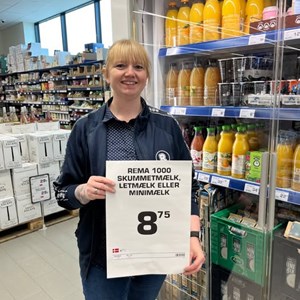 REMA 1000
SKUMMETMÆLK,
LETMÆLK ELLER
MINIMÆLK
8 75